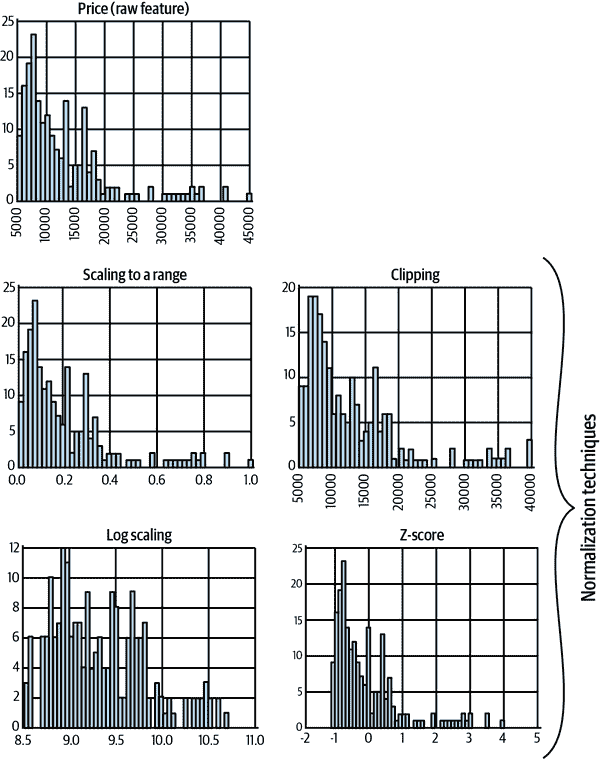 Price (raw feature)
25
20
15
10
5
0
5000 10000 15000 20000 25000 30000 35000 40000 45000
Scaling to a range
25
20
15
10
5
0
0.0 0.2 0.4 0.6 0.8 1.0
Clipping
20
15
10
5
0
5000 10000 15000 20000 25000 30000 35000 40000
Log scaling
12
10
8
6
4
2
0
8.5 9.0 9.5 10.0 10.5 11.0
Z-score
25
20
15
10
5
0
-2 -1 0 1 2 3 4 5
Normalization techniques